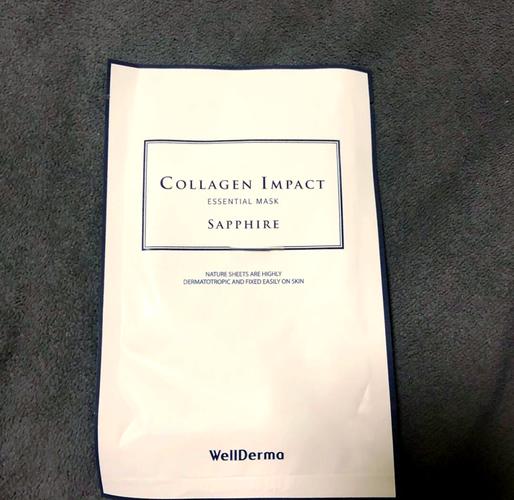 COLLAGEN IMPACT
ESSENTIAL MASK
SAPPHIRE
NATURE SHEETS ARE HIGHLY
DERMATOTROPIC AND FIXED EASILY ON SKIN
WellDerma